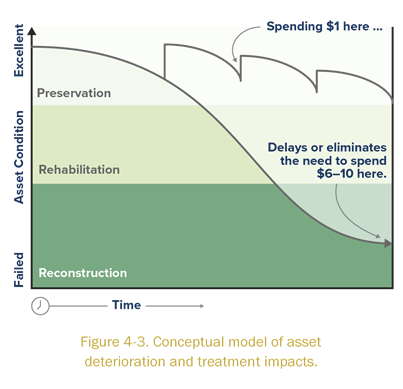 Excellent
Asset Condition
Failed
Spending $1 here ...
Preservation
Rehabilitation
Delays or eliminates
the need to spend
$6–10 here.
Reconstruction
Time
Figure 4-3. Conceptual model of asset
deterioration and treatment impacts.